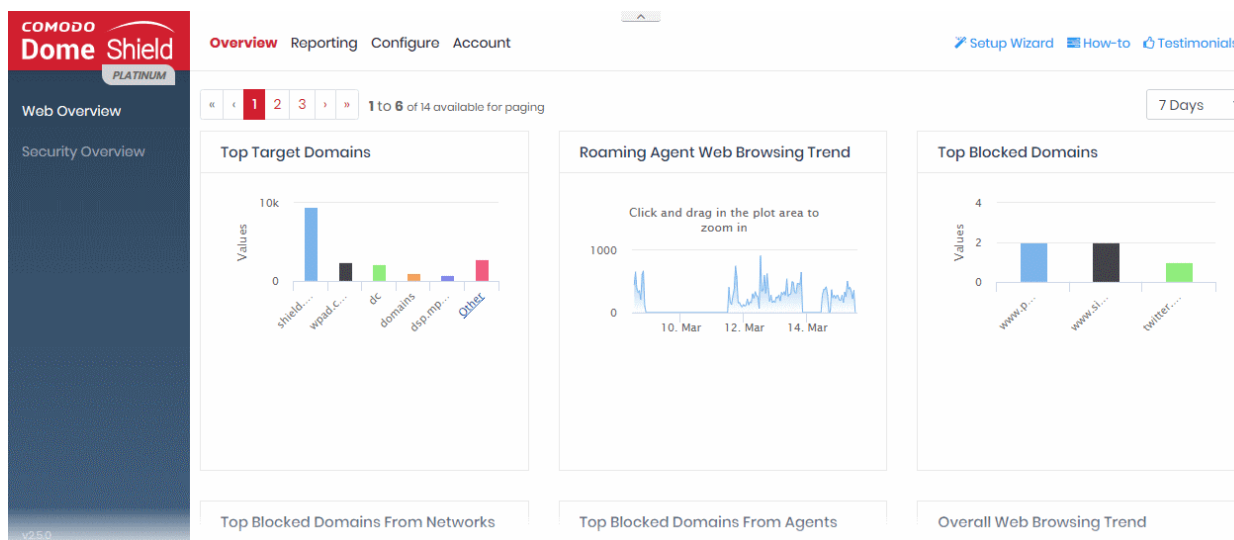 COMODO
Dome Shield
PLATINUM
Overview Reporting Configure Account
Setup Wizard How-to Testimonials
Web Overview
Security Overview
« ‹ 1 2 3 › » 1 to 6 of 14 available for paging
7 Days
Top Target Domains
10k
Values
0
shield....
wpad.c...
dc
domains
dsp.mp...
Other
Roaming Agent Web Browsing Trend
Click and drag in the plot area to
zoom in
1000
0
10. Mar 12. Mar 14. Mar
Top Blocked Domains
4
Values
2
0
www.p...
www.si...
twitter....
Top Blocked Domains From Networks
Top Blocked Domains From Agents
Overall Web Browsing Trend
v2.5.0